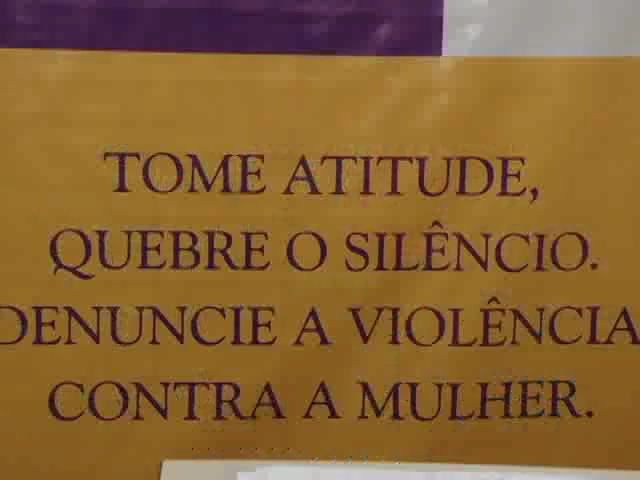 TOME ATITUDE,
QUEBRE O SILÊNCIO.
DENUNCIE A VIOLÊNCIA
CONTRA A MULHER.